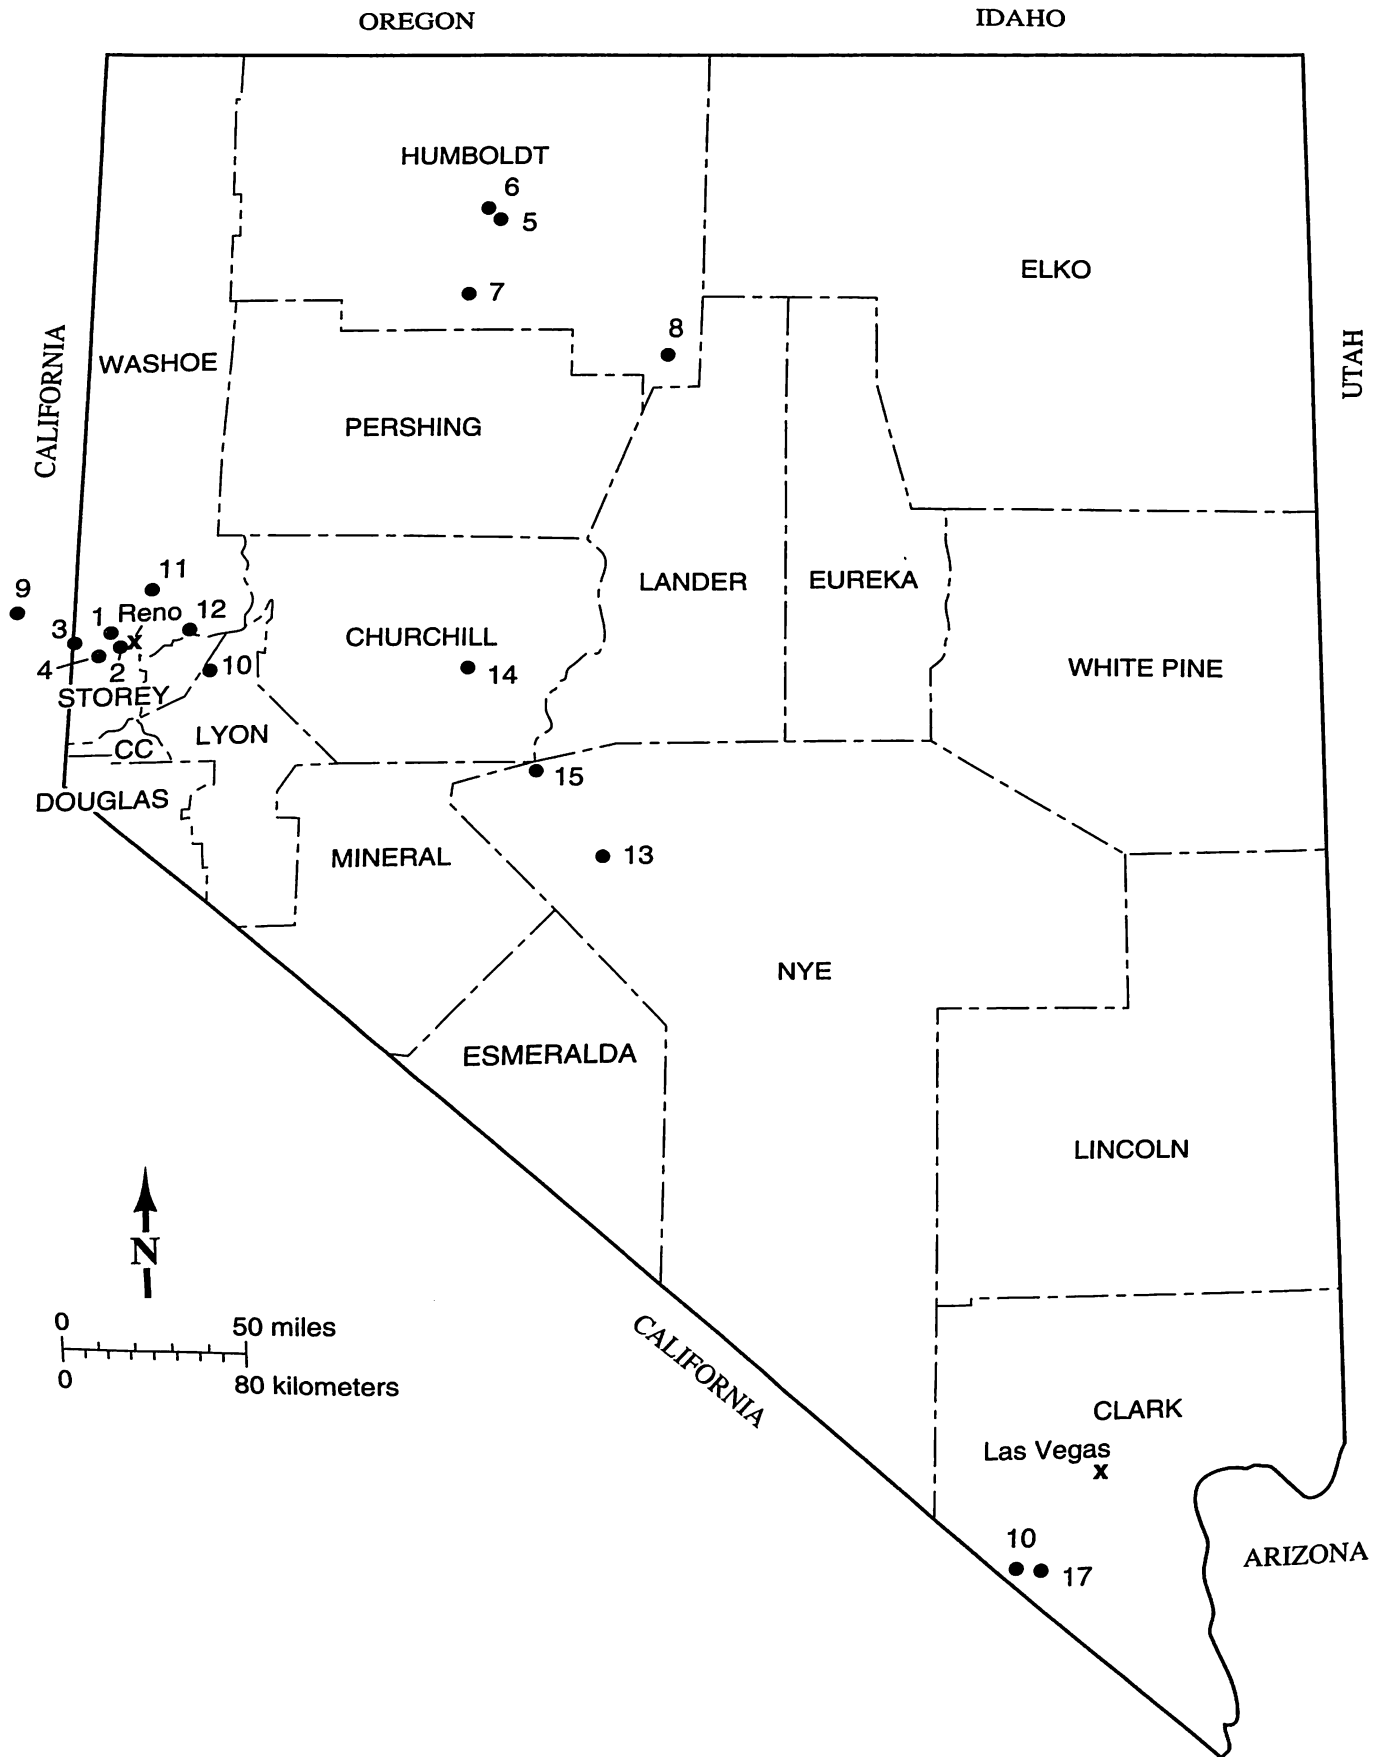 OREGON
IDAHO
HUMBOLDT
6
5
ELKO
7
8
CALIFORNIA
WASHOE
UTAH
PERSHING
11
LANDER
EUREKA
9
1
Reno
12
3
CHURCHILL
4
2
10
14
WHITE PINE
STOREY
LYON
CC
15
DOUGLAS
MINERAL
13
NYE
ESMERALDA
LINCOLN
N
0
50 miles
0
80 kilometers
CALIFORNIA
CLARK
Las Vegas
x
x
10
17
ARIZONA